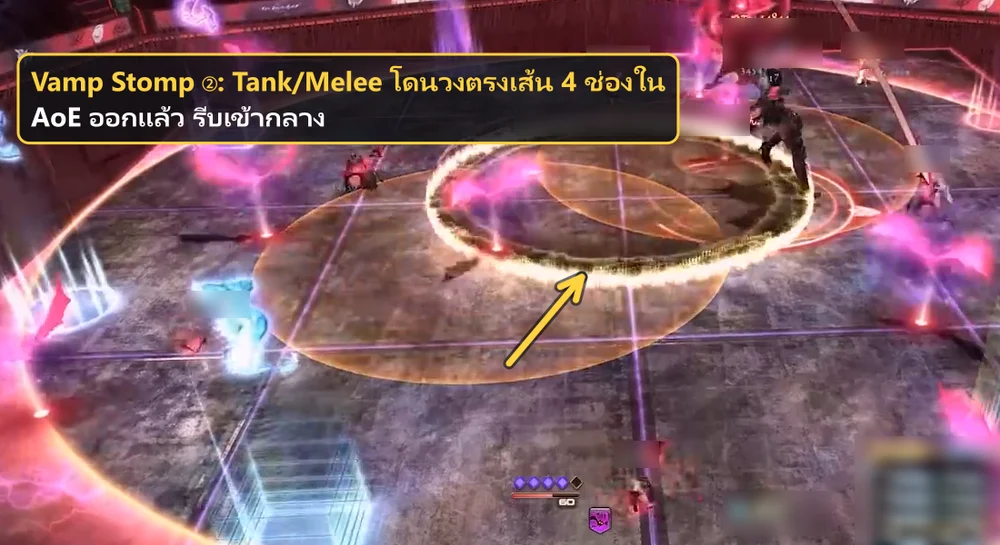 Vamp Stomp ②: Tank/Melee โดนวงตรงเส้น 4 ช่องใน
AoE ออกแล้ว รีบเข้ากลาง
60